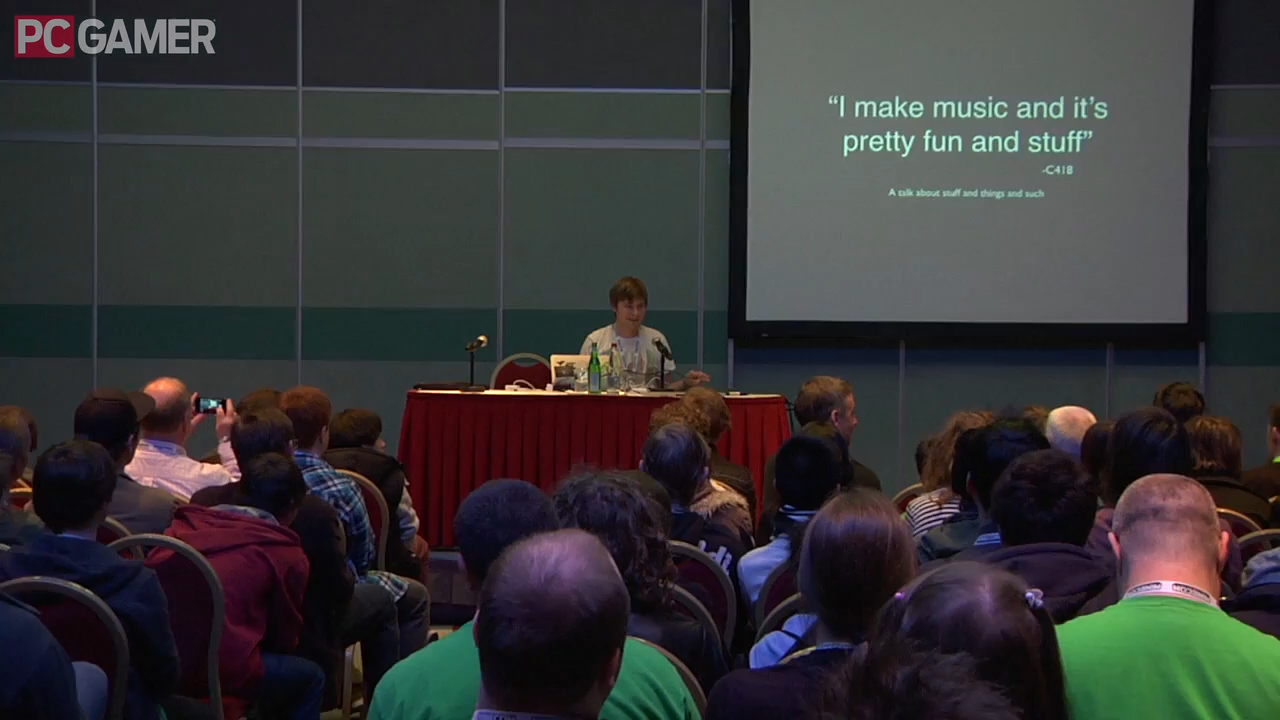 PC GAMER
“I make music and it’s
pretty fun and stuff”
-C418
A talk about stuff and things and such